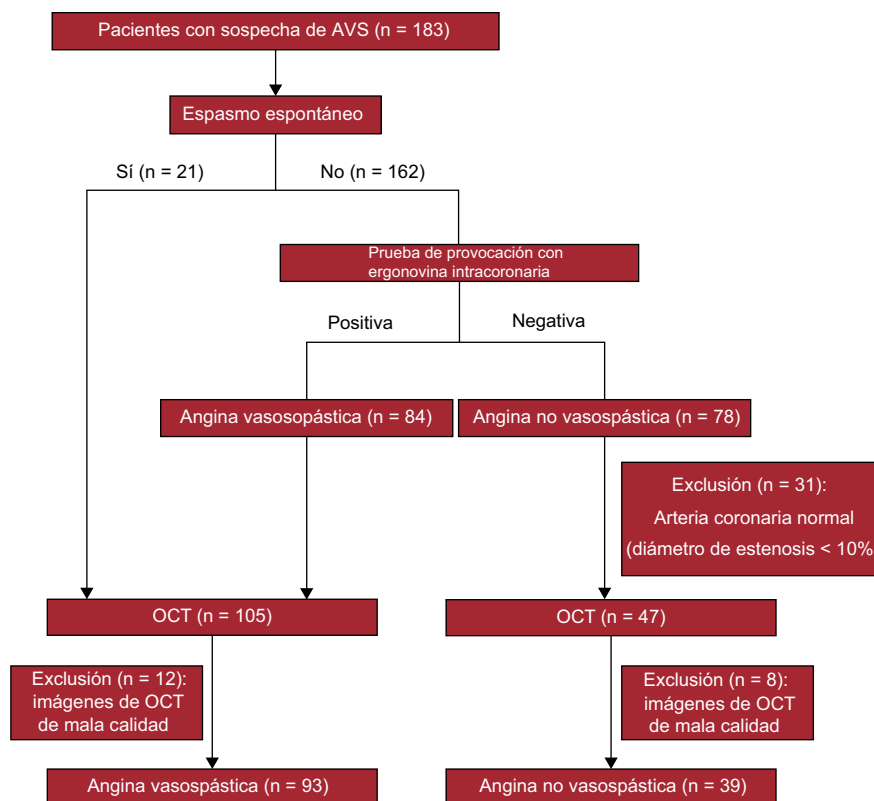 Pacientes con sospecha de AVS (n = 183)
Espasmo espontáneo
Sí (n = 21)
No (n = 162)
Prueba de provocación con
ergonovina intracoronaria
Positiva
Negativa
Angina vasosopástica (n = 84)
Angina no vasospástica (n = 78)
Exclusión (n = 31):
Arteria coronaria normal
(diámetro de estenosis < 10%
OCT (n = 105)
OCT (n = 47)
Exclusión (n = 12):
imágenes de OCT
de mala calidad
Exclusión (n = 8):
imágenes de OCT
de mala calidad
Angina vasospástica (n = 93)
Angina no vasospástica (n = 39)